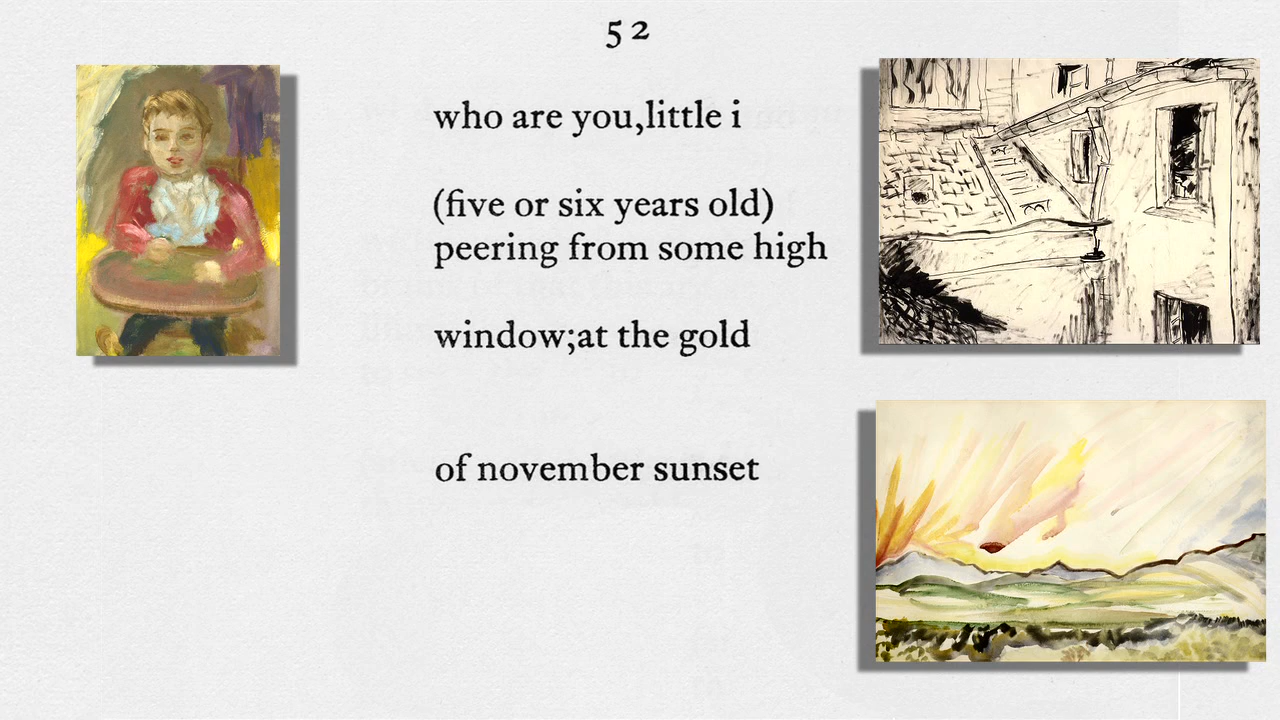 52
who are you,little i
(five or six years old)
peering from some high
window;at the gold
of november sunset